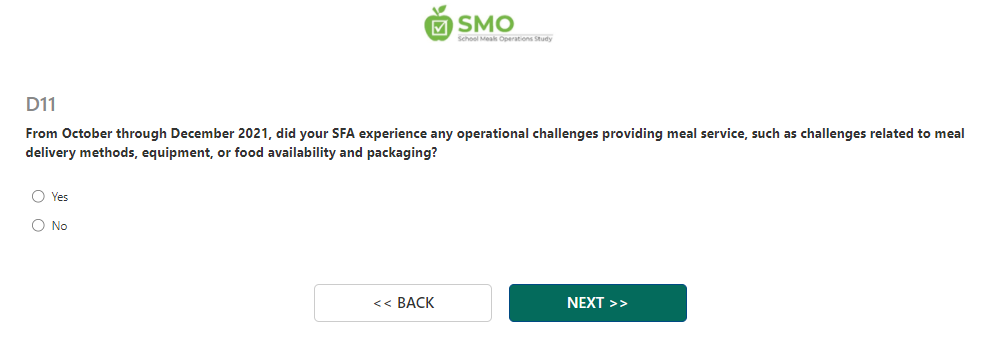 SMO
School Meals Operations Study
D11
From October through December 2021, did your SFA experience any operational challenges providing meal service, such as challenges related to meal
delivery methods, equipment, or food availability and packaging?
Yes
No
<< BACK
NEXT >>